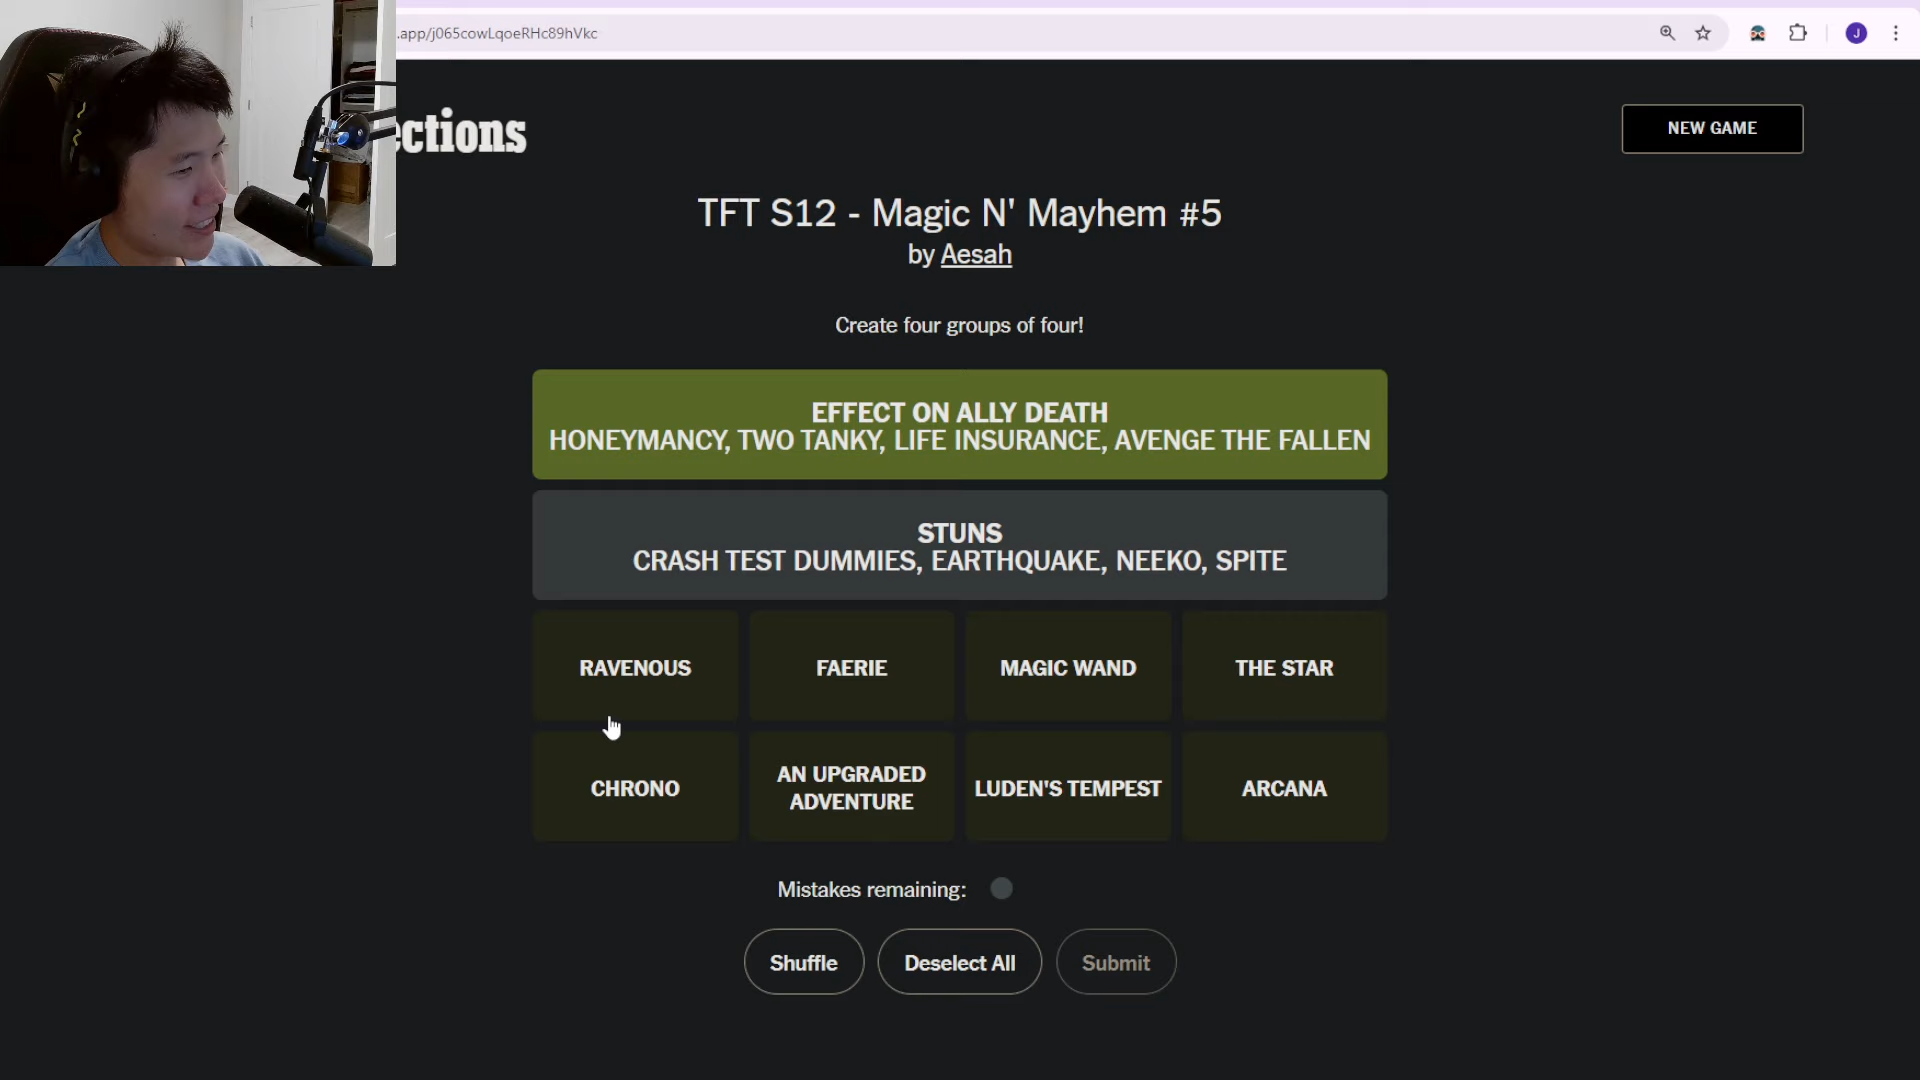 .app/j065cowLqoeRHc89hVkc
J
ections
NEW GAME
TFT S12 - Magic N' Mayhem #5
by Aesah
Create four groups of four!
EFFECT ON ALLY DEATH
HONEYMANCY, TWO TANKY, LIFE INSURANCE, AVENGE THE FALLEN
STUNS
CRASH TEST DUMMIES, EARTHQUAKE, NEEKO, SPITE
RAVENOUS
FAERIE
MAGIC WAND
THE STAR
CHRONO
AN UPGRADED
ADVENTURE
LUDEN'S TEMPEST
ARCANA
Mistakes remaining:
Shuffle
Deselect All
Submit